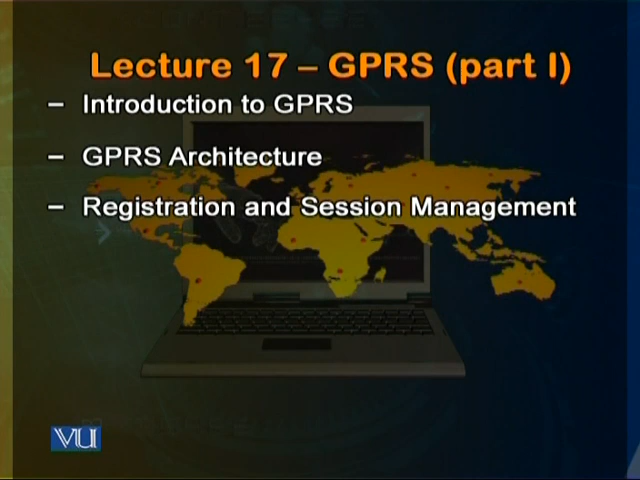 Lecture 17 – GPRS (part I)
– Introduction to GPRS
– GPRS Architecture
– Registration and Session Management
VU